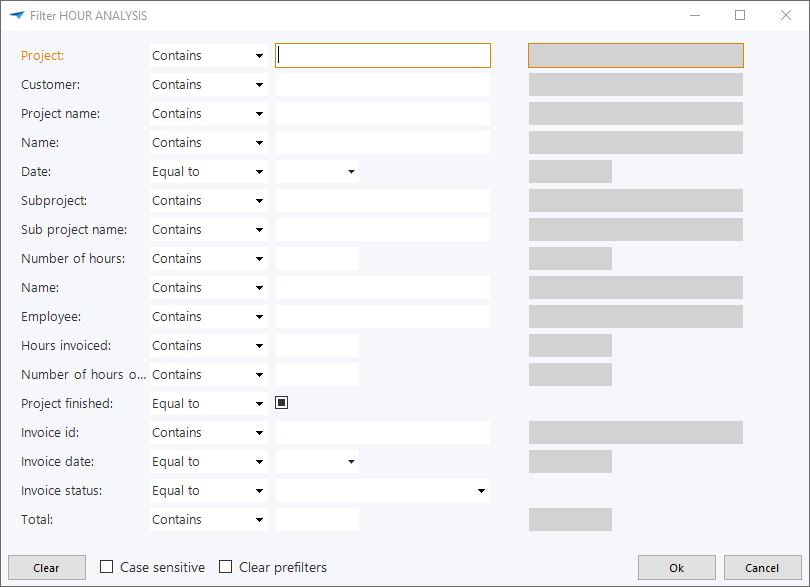 Filter HOUR ANALYSIS
Project: Contains
Customer: Contains
Project name: Contains
Name: Contains
Date: Equal to
Subproject: Contains
Sub project name: Contains
Number of hours: Contains
Name: Contains
Employee: Contains
Hours invoiced: Contains
Number of hours o... Contains
Project finished: Equal to
Invoice id: Contains
Invoice date: Equal to
Invoice status: Equal to
Total: Contains
Clear Case sensitive Clear prefilters Ok Cancel